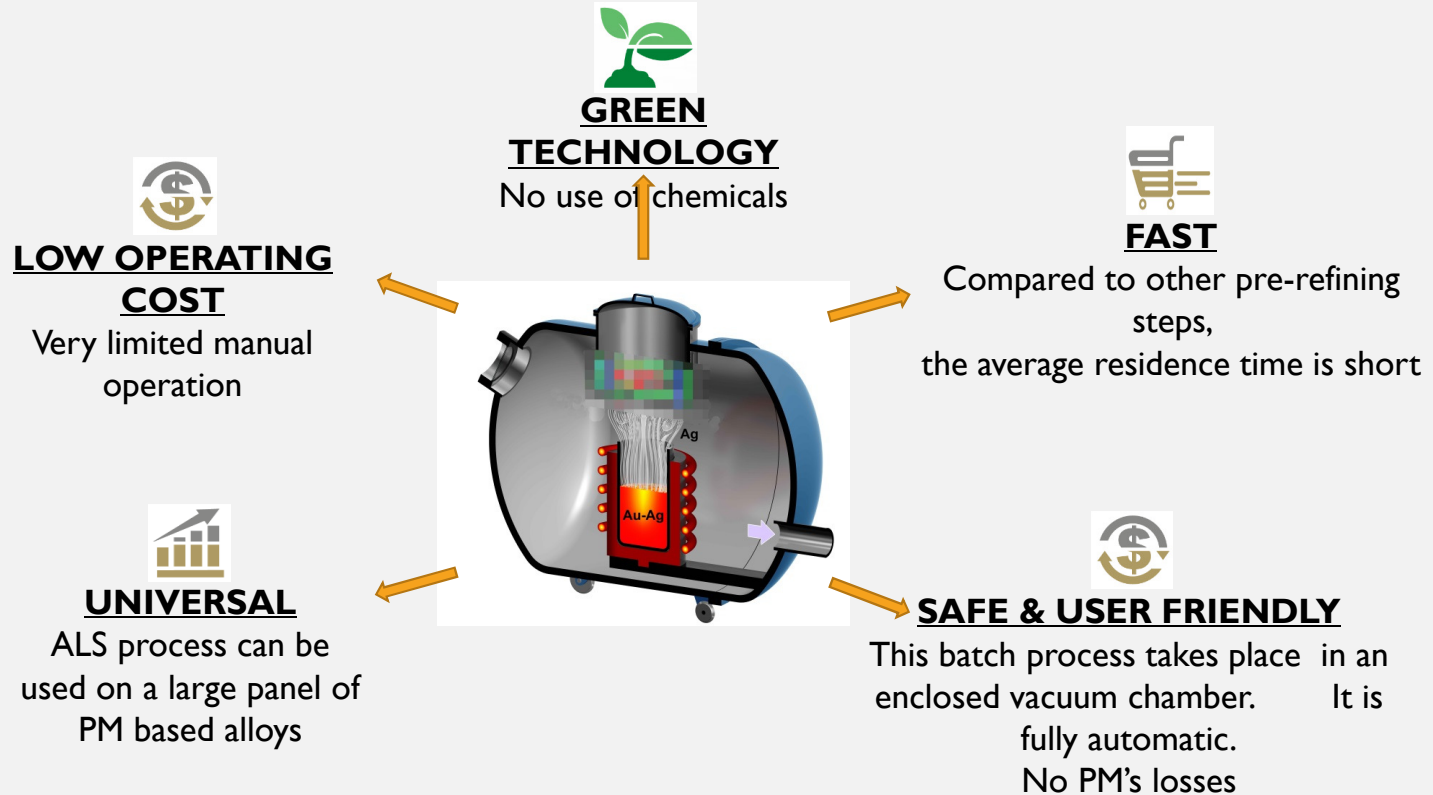 GREEN
TECHNOLOGY
No use of chemicals
LOW OPERATING
COST
Very limited manual
operation
FAST
Compared to other pre-refining
steps,
the average residence time is short
Ag
Au-Ag
UNIVERSAL
ALS process can be
used on a large panel of
PM based alloys
SAFE & USER FRIENDLY
This batch process takes place in an
enclosed vacuum chamber. It is
fully automatic.
No PM's losses